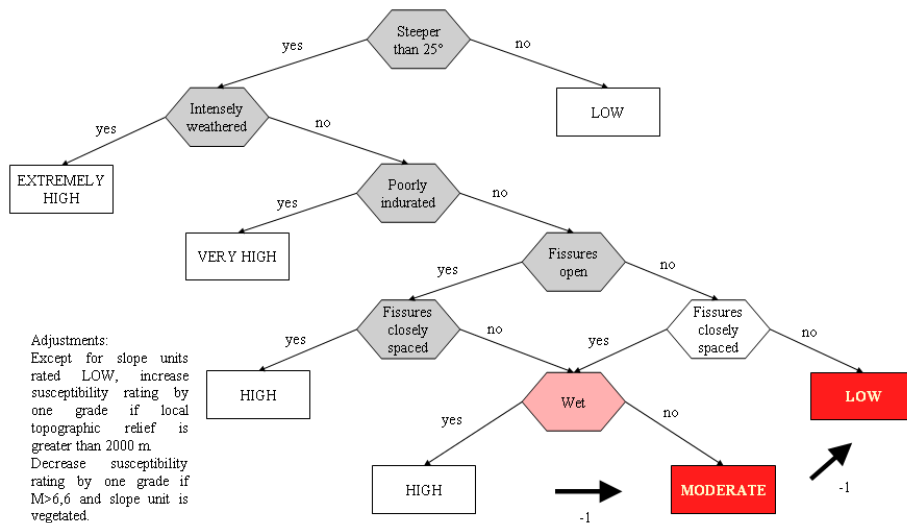 Steeper
than 25°
yes
no
Intensely
weathered
LOW
yes
no
EXTREMELY
HIGH
Poorly
indurated
yes
no
VERY HIGH
Fissures
open
yes
no
Fissures
closely
spaced
Fissures
closely
spaced
yes
no
yes
no
HIGH
Wet
LOW
yes
no
HIGH
MODERATE
-1
-1
Adjustments:
Except for slope units
rated LOW, increase
susceptibility rating by
one grade if local
topographic relief is
greater than 2000 m
Decrease susceptibility
rating by one grade if
M>6,6 and slope unit is
vegetated.